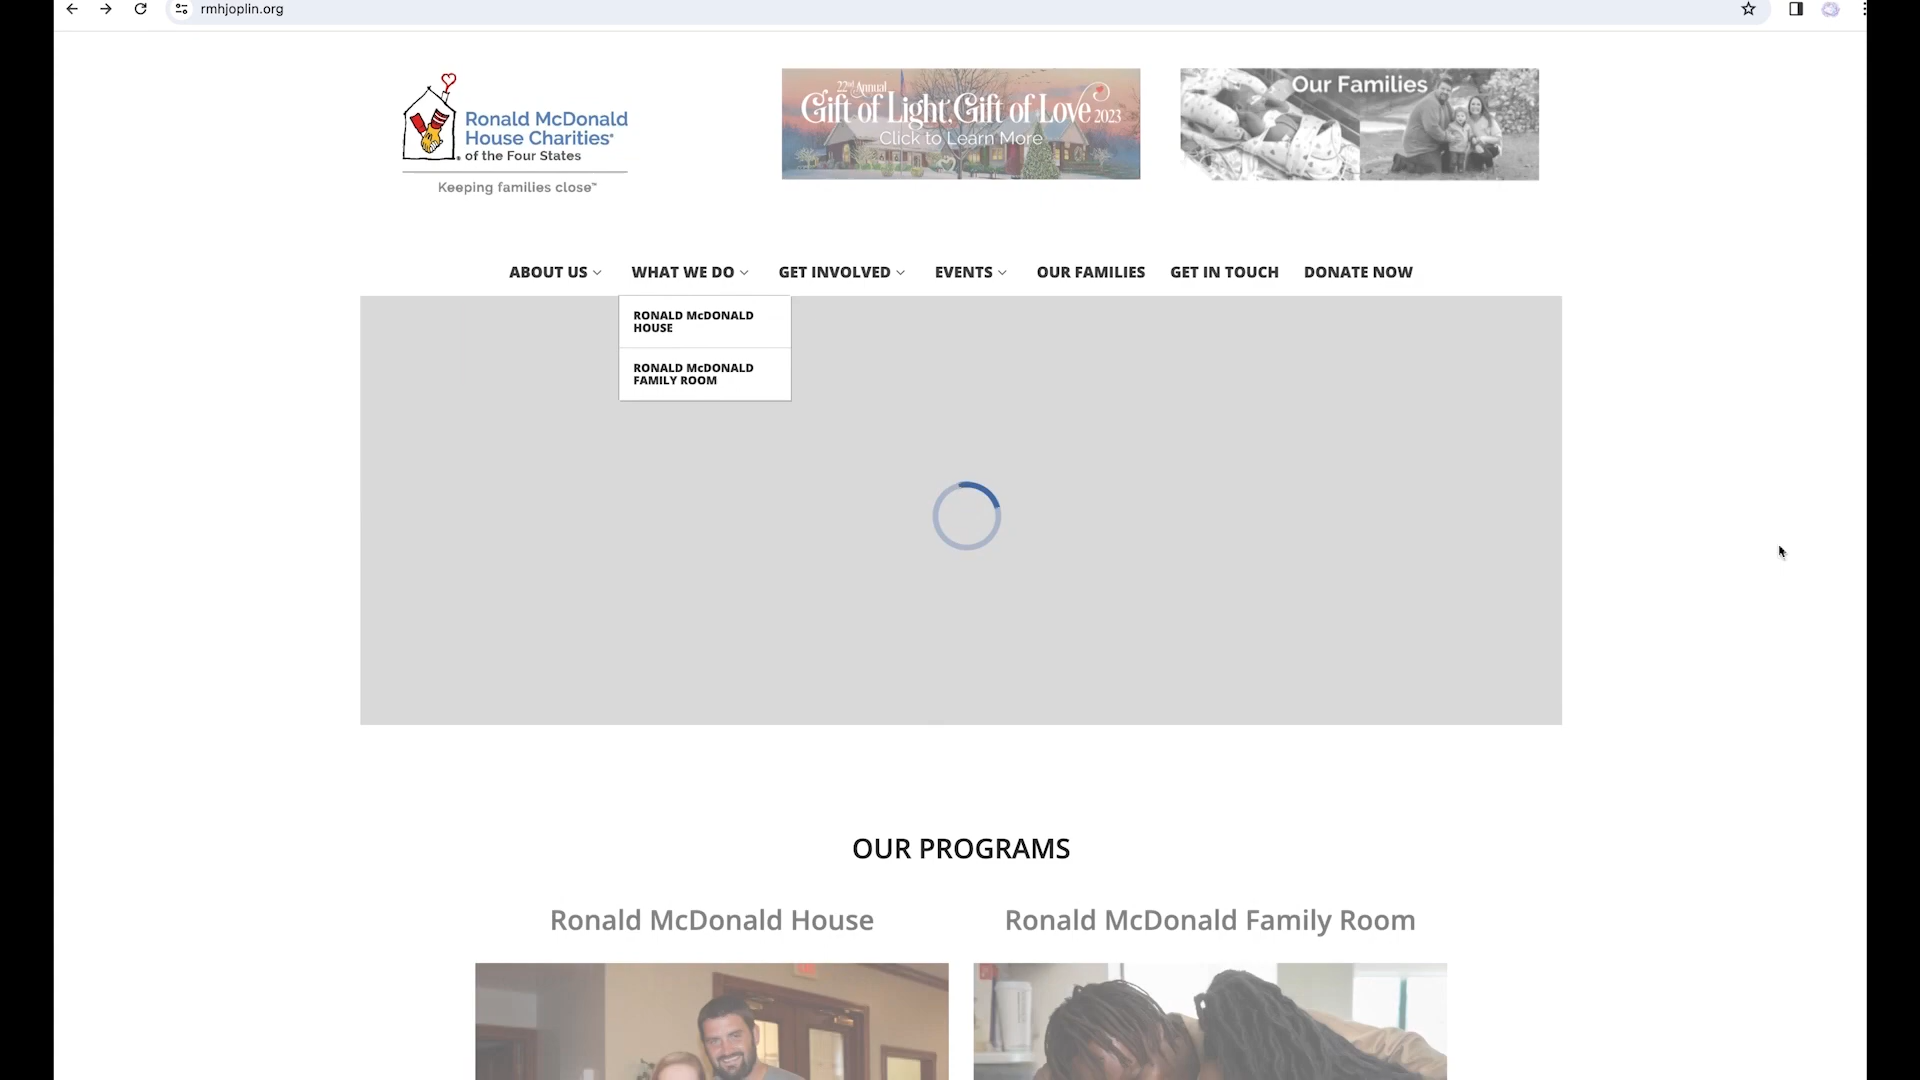 rmhjoplin.org
Ronald McDonald
House Charities®
of the Four States
Keeping families close™
22nd Annual
Gift of Light, Gift of Love 2023
Click to Learn More
Our Families
ABOUT US
WHAT WE DO
GET INVOLVED
EVENTS
OUR FAMILIES
GET IN TOUCH
DONATE NOW
RONALD McDONALD
HOUSE
RONALD McDONALD
FAMILY ROOM
OUR PROGRAMS
Ronald McDonald House
Ronald McDonald Family Room